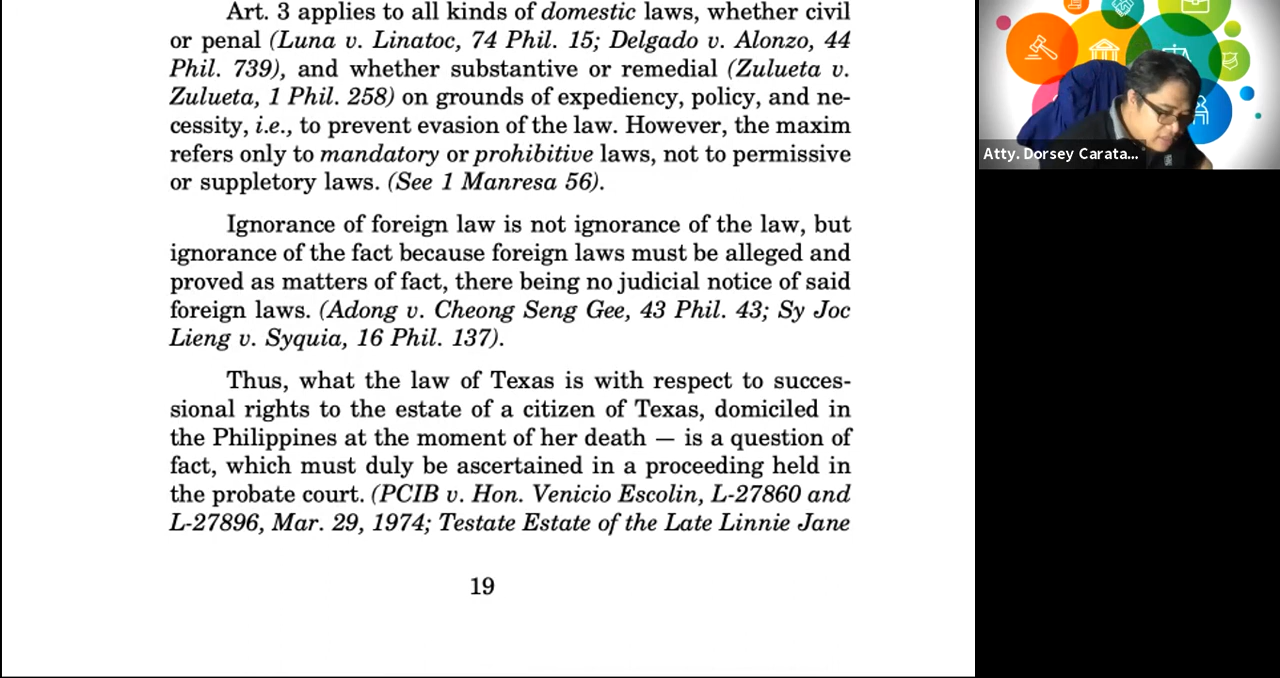 Art. 3 applies to all kinds of domestic laws, whether civil
or penal (Luna v. Linatoc, 74 Phil. 15; Delgado v. Alonzo, 44
Phil. 739), and whether substantive or remedial (Zulueta v.
Zulueta, 1 Phil. 258) on grounds of expediency, policy, and ne-
cessity, i.e., to prevent evasion of the law. However, the maxim
refers only to mandatory or prohibitive laws, not to permissive
or suppletory laws. (See 1 Manresa 56).
Ignorance of foreign law is not ignorance of the law, but
ignorance of the fact because foreign laws must be alleged and
proved as matters of fact, there being no judicial notice of said
foreign laws. (Adong v. Cheong Seng Gee, 43 Phil. 43; Sy Joc
Lieng v. Syquia, 16 Phil. 137).
Thus, what the law of Texas is with respect to succes-
sional rights to the estate of a citizen of Texas, domiciled in
the Philippines at the moment of her death — is a question of
fact, which must duly be ascertained in a proceeding held in
the probate court. (PCIB v. Hon. Venicio Escolin, L-27860 and
L-27896, Mar. 29, 1974; Testate Estate of the Late Linnie Jane
19
Atty. Dorsey Carata...